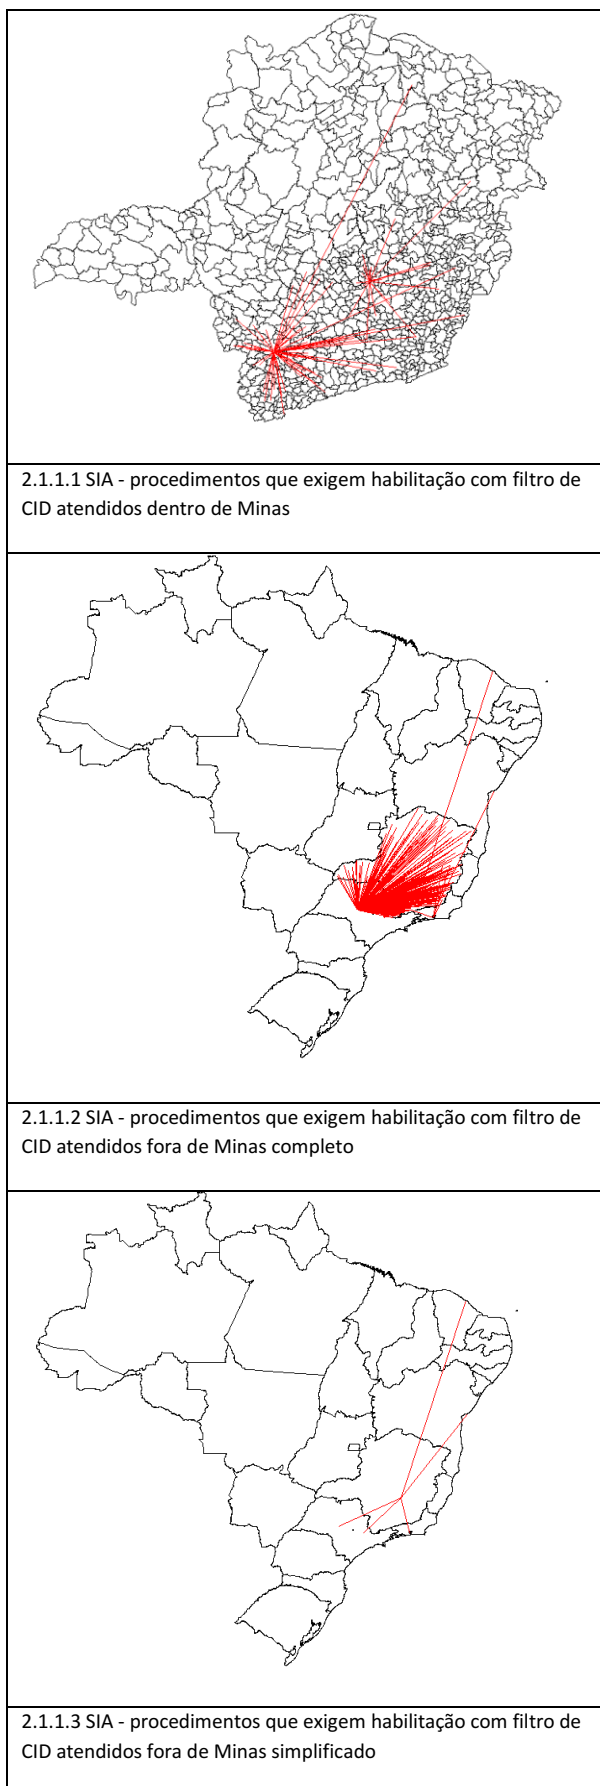 2.1.1.1 SIA - procedimentos que exigem habilitação com filtro de
CID atendidos dentro de Minas
2.1.1.2 SIA - procedimentos que exigem habilitação com filtro de
CID atendidos fora de Minas completo
2.1.1.3 SIA - procedimentos que exigem habilitação com filtro de
CID atendidos fora de Minas simplificado